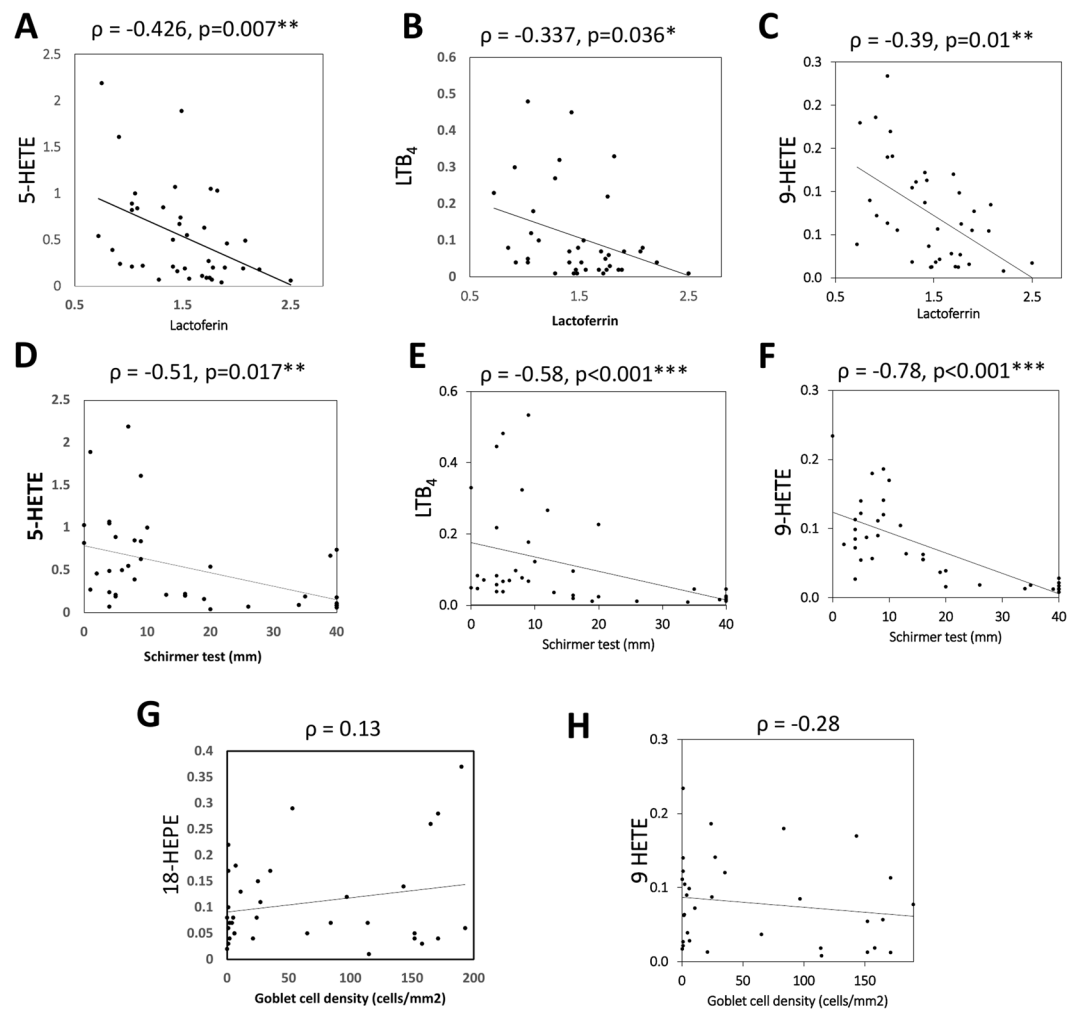 A
ρ = -0.426, p=0.007**
5-HETE
2.5
2
1.5
1
0.5
0
0.5
1.5
2.5
Lactoferin
B
ρ = -0.337, p=0.036*
LTB4
0.6
0.5
0.4
0.3
0.2
0.1
0
0.5
1.5
2.5
Lactoferrin
C
ρ = -0.39, p=0.01**
9-HETE
0.3
0.2
0.2
0.1
0.1
0.0
0.5
1.5
2.5
Lactoferrin
D
ρ = -0.51, p=0.017**
5-HETE
2.5
2
1.5
1
0.5
0
0
10
20
30
40
Schirmer test (mm)
E
ρ = -0.58, p<0.001***
LTB4
0.6
0.4
0.2
0.0
0
10
20
30
40
Schirmer test (mm)
F
ρ = -0.78, p<0.001***
9-HETE
0.3
0.2
0.1
0.0
0
10
20
30
40
Schirmer test (mm)
G
ρ = 0.13
18-HEPE
0.4
0.35
0.3
0.25
0.2
0.15
0.1
0.05
0
0
50
100
150
200
Goblet cell density (cells/mm2)
H
ρ = -0.28
9 HETE
0.3
0.2
0.1
0.0
0
50
100
150
Goblet cell density (cells/mm2)